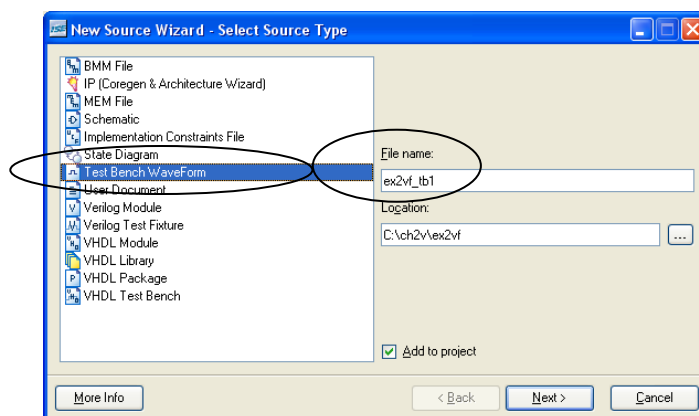 ISE New Source Wizard - Select Source Type
BMM File
IP (Coregen & Architecture Wizard)
MEM File
Schematic
Implementation Constraints File
State Diagram
Test Bench WaveForm
User Document
Verilog Module
Verilog Test Fixture
VHDL Module
VHDL Library
VHDL Package
VHDL Test Bench
File name:
ex2vf_tb1
Location:
C:\ch2v\ex2vf
...
Add to project
More Info
< Back
Next >
Cancel